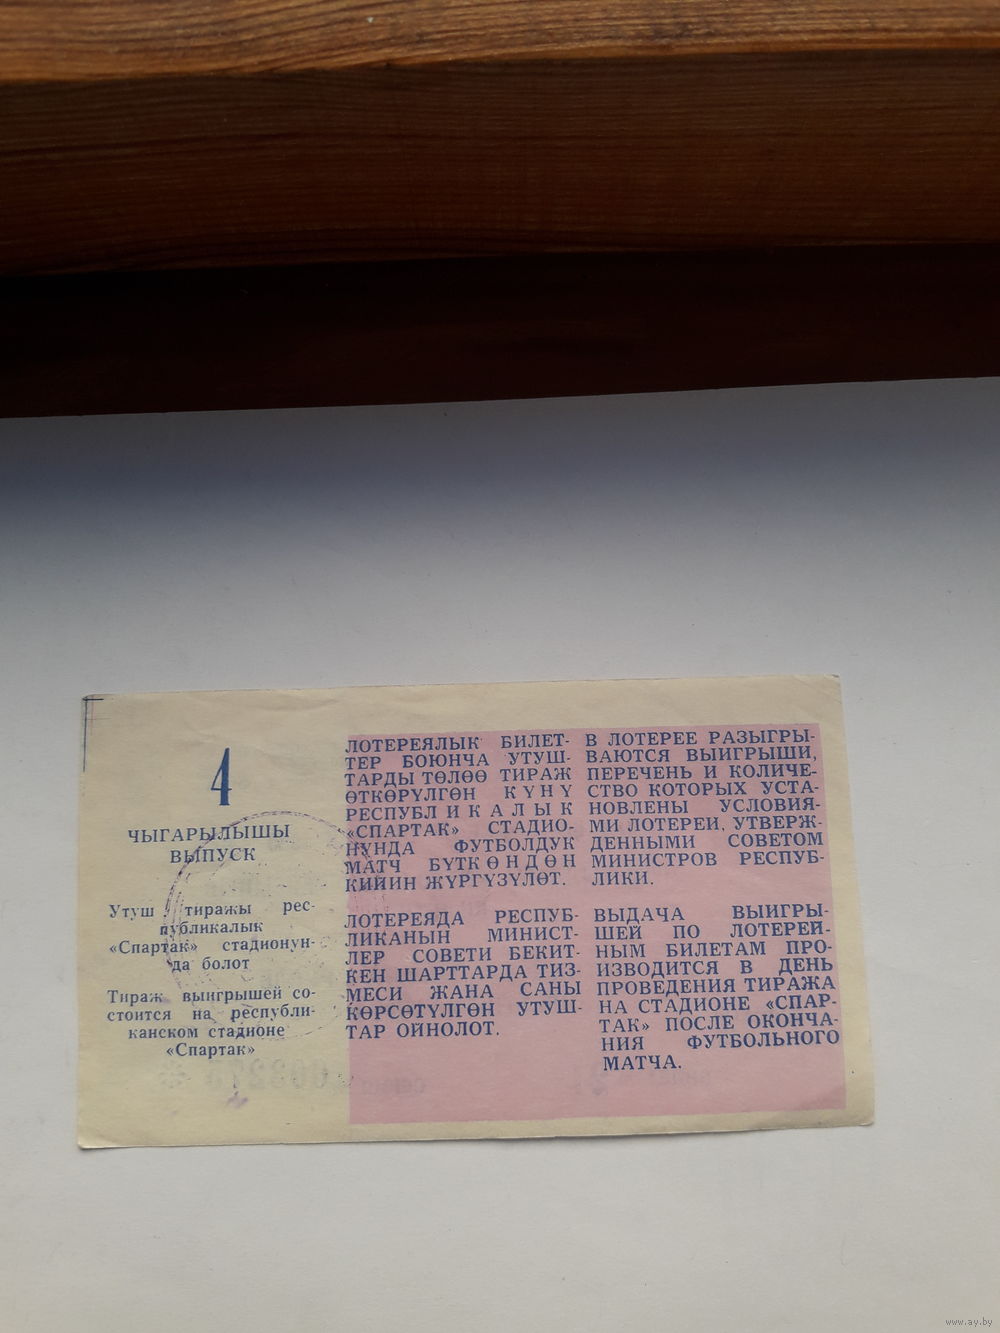 4
ЧЫГАРЫЛЫШЫ
ВЫПУСК
Утуш тиражы рес-
публикалык
«Спартак» стадионун-
да болот
Тираж выигрышей со-
стоится на республи-
канском стадионе
«Спартак»
ЛОТЕРЕЯЛЫК БИЛЕТ-
ТЕР БОЮНЧА УТУШ-
ТАРДЫ ТӨЛӨӨ ТИРАЖ
ӨТКӨРҮЛГӨН КҮНҮ
РЕСПУБЛИКАЛЫК
«СПАРТАК» СТАДИО-
НУНДА ФУТБОЛДУК
МАТЧ БҮТКӨНДӨН
КИЙИН ЖҮРГҮЗҮЛӨТ.
ЛОТЕРЕЯДА РЕСПУБ-
ЛИКАНЫН МИНИСТ-
ЛЕР СОВЕТИ БЕКИТ-
КЕН ШАРТТАРДА ТИЗ-
МЕСИ ЖАНА САНЫ
КӨРСӨТҮЛГӨН УТУШ-
ТАР ОЙНОЛОТ.
В ЛОТЕРЕЕ РАЗЫГРЫ-
ВАЮТСЯ ВЫИГРЫШИ,
ПЕРЕЧЕНЬ И КОЛИЧЕ-
СТВО КОТОРЫХ УСТА-
НОВЛЕНЫ УСЛОВИЯ-
МИ ЛОТЕРЕИ, УТВЕРЖ-
ДЕННЫМИ СОВЕТОМ
МИНИСТРОВ РЕСПУБ-
ЛИКИ.
ВЫДАЧА ВЫИГРЫ-
ШЕЙ ПО ЛОТЕРЕЙ-
НЫМ БИЛЕТАМ ПРО-
ИЗВОДИТСЯ В ДЕНЬ
ПРОВЕДЕНИЯ ТИРАЖА
НА СТАДИОНЕ «СПАР-
ТАК» ПОСЛЕ ОКОНЧА-
НИЯ ФУТБОЛЬНОГО
МАТЧА.
www.ay.by